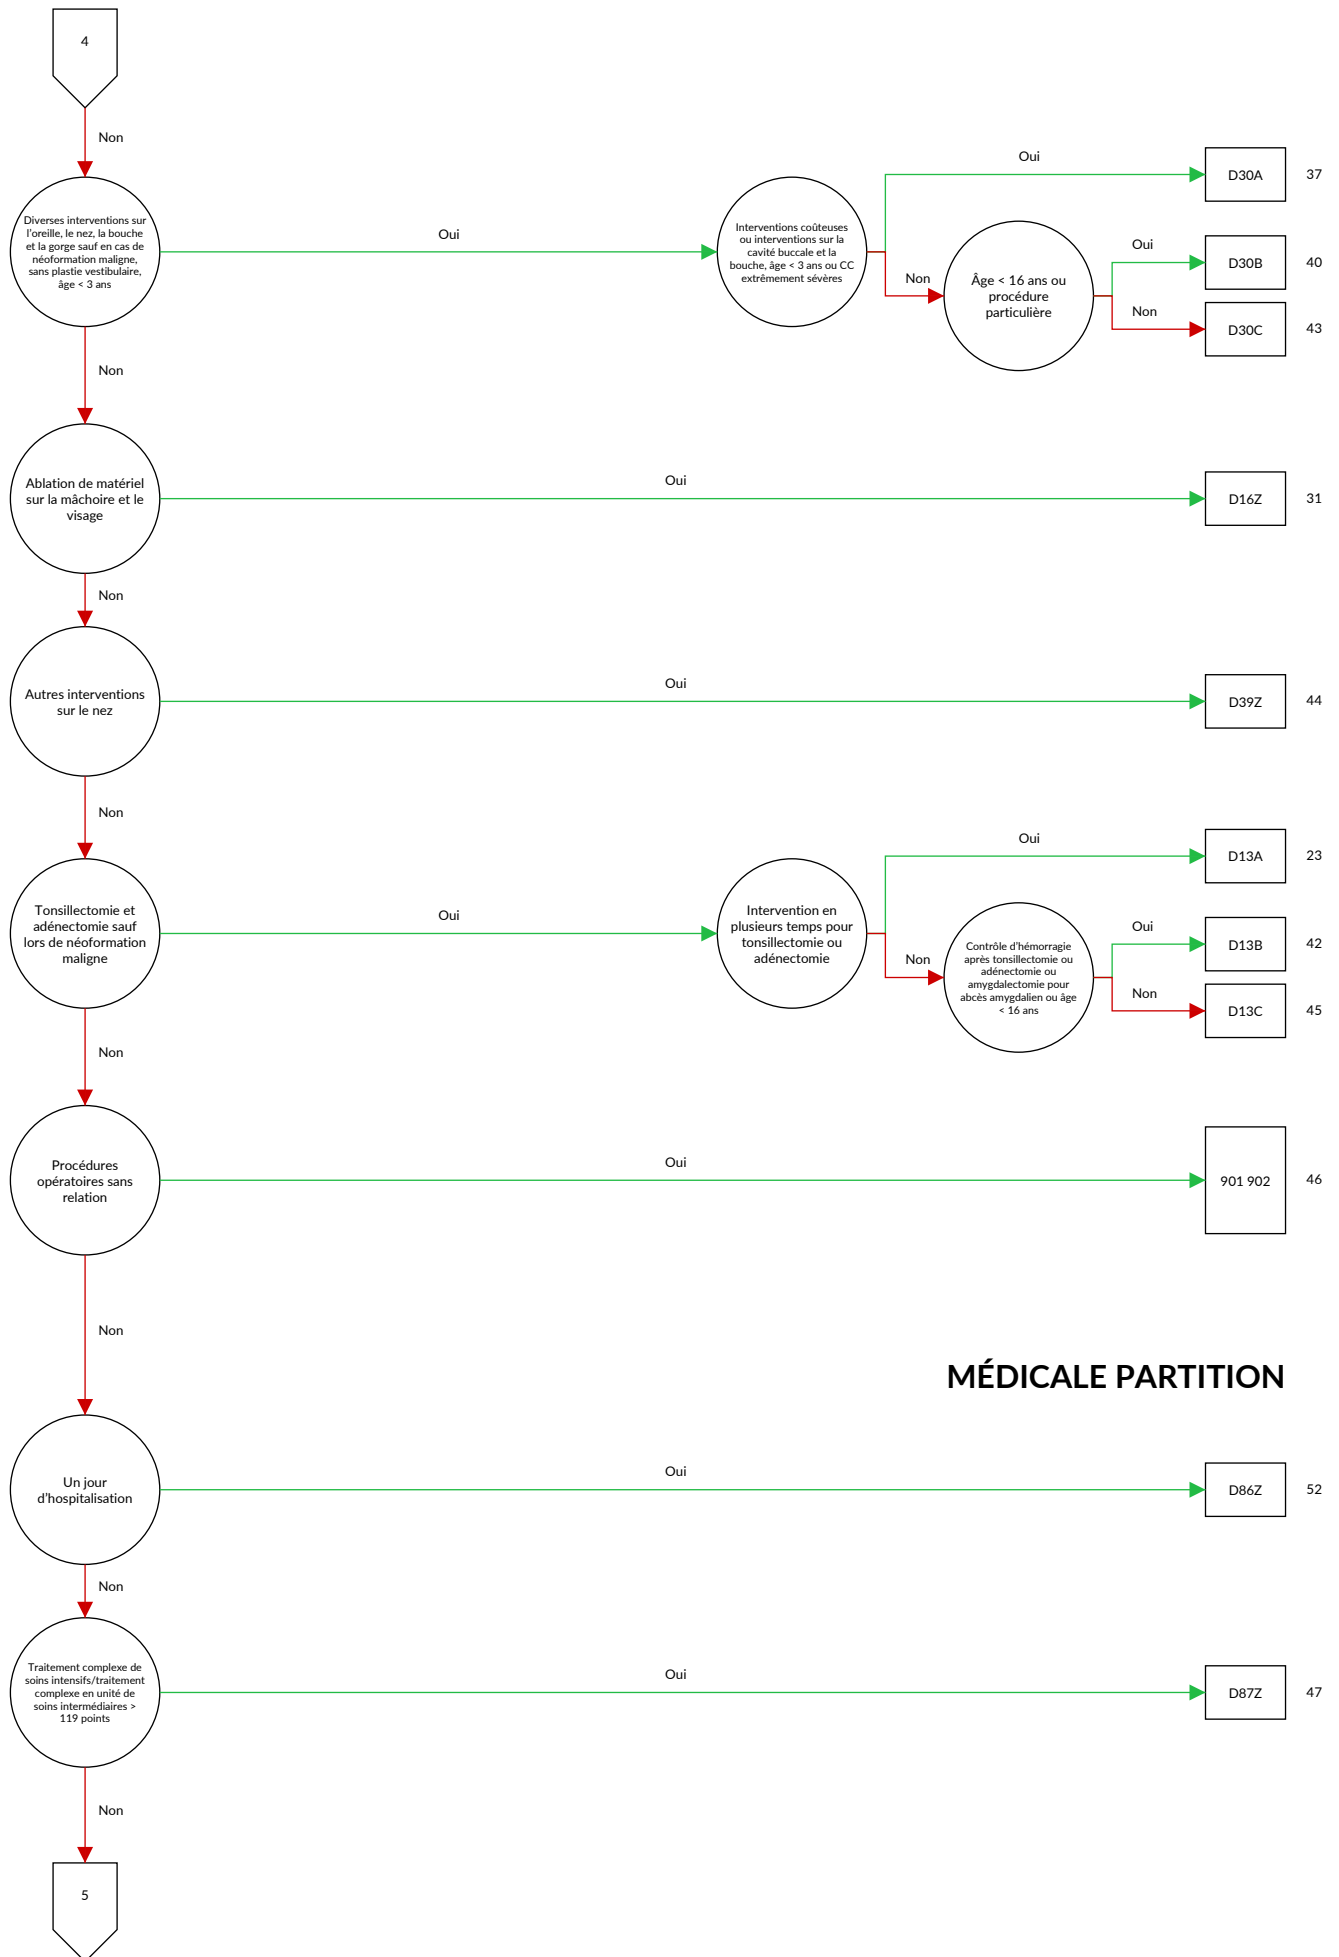 4
Non
Diverses interventions sur
l'oreille, le nez, la bouche
et la gorge sauf en cas de
néoformation maligne,
sans plastie vestibulaire,
âge < 3 ans
Oui
Interventions coûteuses
ou interventions sur la
cavité buccale et la
bouche, âge < 3 ans ou CC
extrêmement sévères
Oui
D30A
37
Non
Âge < 16 ans ou
procédure
particulière
Oui
D30B
40
Non
D30C
43
Non
Ablation de matériel
sur la mâchoire et le
visage
Oui
D16Z
31
Non
Autres interventions
sur le nez
Oui
D39Z
44
Non
Tonsillectomie et
adénectomie sauf
lors de néoformation
maligne
Oui
Intervention en
plusieurs temps pour
tonsillectomie ou
adénectomie
Oui
D13A
23
Non
Contrôle d'hémorragie
après tonsillectomie ou
adénectomie ou
amygdalectomie pour
abcès amygdalien ou âge
< 16 ans
Oui
D13B
42
Non
D13C
45
Non
Procédures
opératoires sans
relation
Oui
901 902
46
Non
MÉDICALE PARTITION
Un jour
d'hospitalisation
Oui
D86Z
52
Non
Traitement complexe de
soins intensifs/traitement
complexe en unité de
soins intermédiaires >
119 points
Oui
D87Z
47
Non
5